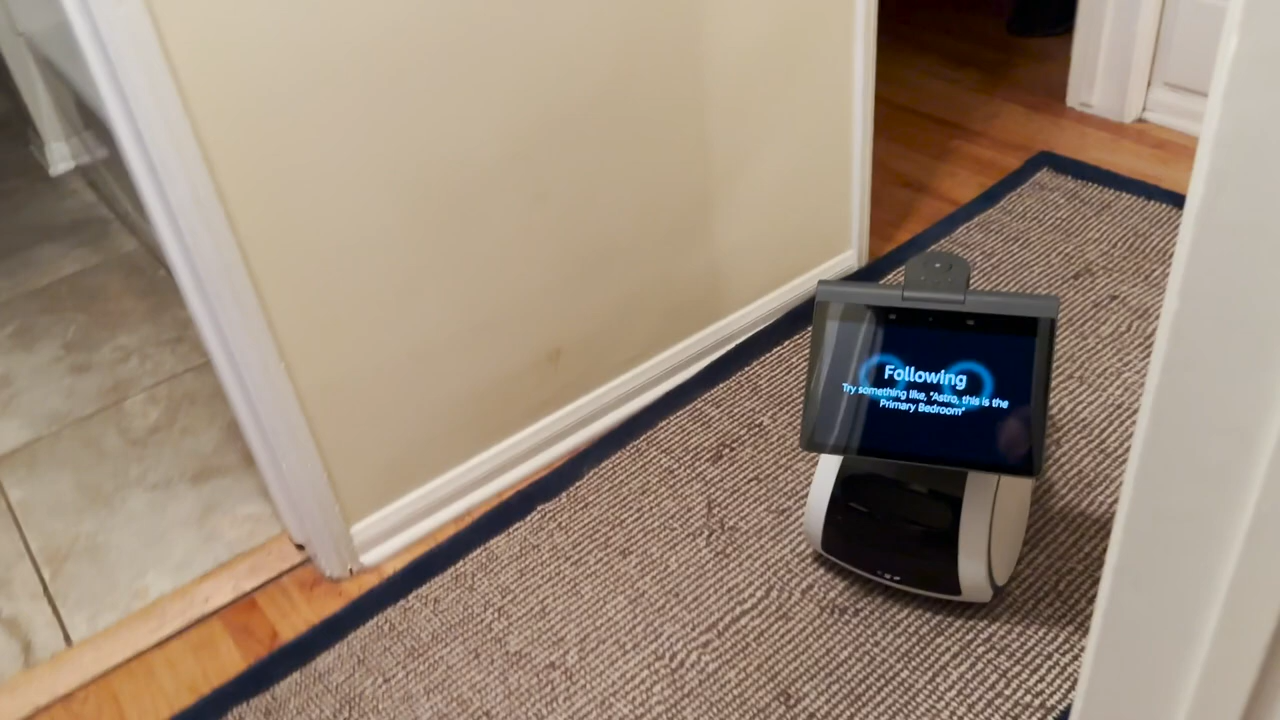 Following
Try something like, "Astro, this is the
Primary Bedroom"